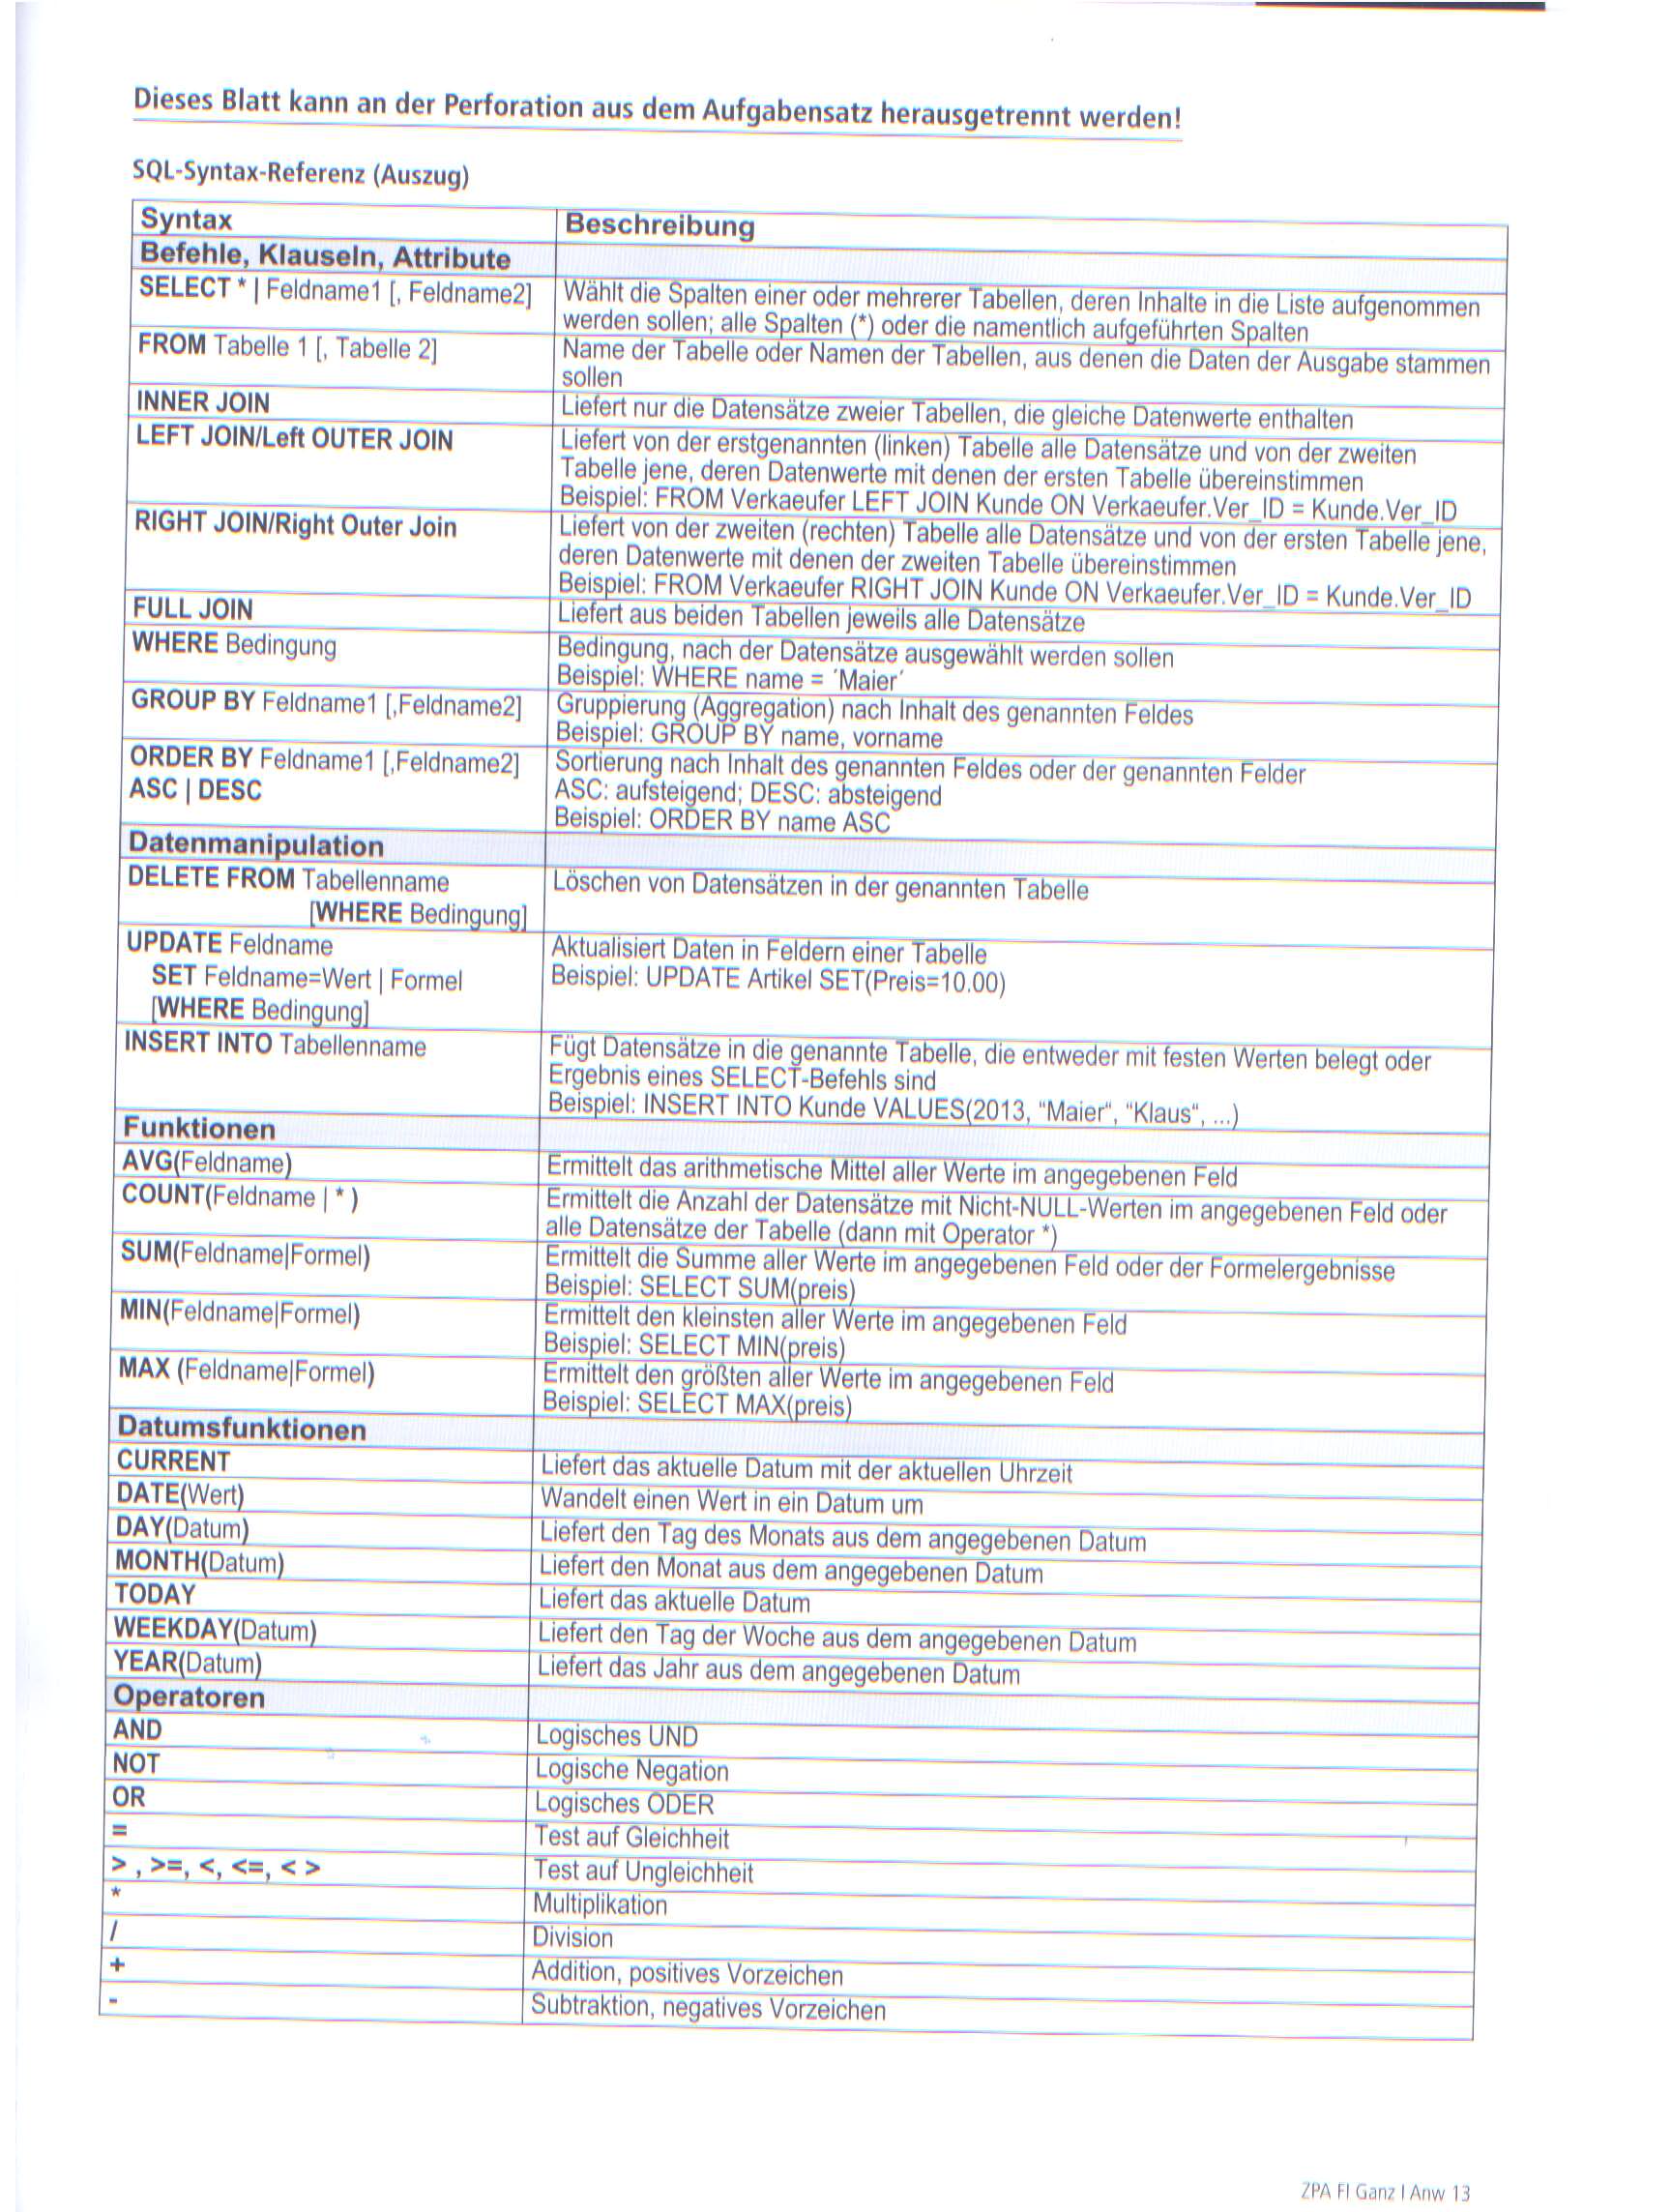 Dieses Blatt kann an der Perforation aus dem Aufgabensatz herausgetrennt werden!
SQL-Syntax-Referenz (Auszug)
Syntax Beschreibung
Befehle, Klauseln, Attribute
SELECT * | Feldname1 [, Feldname2] Wählt die Spalten einer oder mehrerer Tabellen, deren Inhalte in die Liste aufgenommen
werden sollen; alle Spalten (*) oder die namentlich aufgeführten Spalten
FROM Tabelle 1 [, Tabelle 2] Name der Tabelle oder Namen der Tabellen, aus denen die Daten der Ausgabe stammen
sollen
INNER JOIN Liefert nur die Datensätze zweier Tabellen, die gleiche Datenwerte enthalten
LEFT JOIN/Left OUTER JOIN Liefert von der erstgenannten (linken) Tabelle alle Datensätze und von der zweiten
Tabelle jene, deren Datenwerte mit denen der ersten Tabelle übereinstimmen
Beispiel: FROM Verkaeufer LEFT JOIN Kunde ON Verkaeufer.Ver_ID = Kunde.Ver_ID
RIGHT JOIN/Right Outer Join Liefert von der zweiten (rechten) Tabelle alle Datensätze und von der ersten Tabelle jene,
deren Datenwerte mit denen der zweiten Tabelle übereinstimmen
Beispiel: FROM Verkaeufer RIGHT JOIN Kunde ON Verkaeufer.Ver_ID = Kunde.Ver_ID
FULL JOIN Liefert aus beiden Tabellen jeweils alle Datensätze
WHERE Bedingung Bedingung, nach der Datensätze ausgewählt werden sollen
Beispiel: WHERE name = ´Maier´
GROUP BY Feldname1 [,Feldname2] Gruppierung (Aggregation) nach Inhalt des genannten Feldes
Beispiel: GROUP BY name, vorname
ORDER BY Feldname1 [,Feldname2] Sortierung nach Inhalt des genannten Feldes oder der genannten Felder
ASC | DESC ASC: aufsteigend; DESC: absteigend
Beispiel: ORDER BY name ASC
Datenmanipulation
DELETE FROM Tabellenname Löschen von Datensätzen in der genannten Tabelle
[WHERE Bedingung]
UPDATE Feldname Aktualisiert Daten in Feldern einer Tabelle
SET Feldname=Wert | Formel Beispiel: UPDATE Artikel SET(Preis=10.00)
[WHERE Bedingung]
INSERT INTO Tabellenname Fügt Datensätze in die genannte Tabelle, die entweder mit festen Werten belegt oder
Ergebnis eines SELECT-Befehls sind
Beispiel: INSERT INTO Kunde VALUES(2013, “Maier“, “Klaus“, ...)
Funktionen
AVG(Feldname) Ermittelt das arithmetische Mittel aller Werte im angegebenen Feld
COUNT(Feldname | * ) Ermittelt die Anzahl der Datensätze mit Nicht-NULL-Werten im angegebenen Feld oder
alle Datensätze der Tabelle (dann mit Operator *)
SUM(Feldname|Formel) Ermittelt die Summe aller Werte im angegebenen Feld oder der Formelergebnisse
Beispiel: SELECT SUM(preis)
MIN(Feldname|Formel) Ermittelt den kleinsten aller Werte im angegebenen Feld
Beispiel: SELECT MIN(preis)
MAX (Feldname|Formel) Ermittelt den größten aller Werte im angegebenen Feld
Beispiel: SELECT MAX(preis)
Datumsfunktionen
CURRENT Liefert das aktuelle Datum mit der aktuellen Uhrzeit
DATE(Wert) Wandelt einen Wert in ein Datum um
DAY(Datum) Liefert den Tag des Monats aus dem angegebenen Datum
MONTH(Datum) Liefert den Monat aus dem angegebenen Datum
TODAY Liefert das aktuelle Datum
WEEKDAY(Datum) Liefert den Tag der Woche aus dem angegebenen Datum
YEAR(Datum) Liefert das Jahr aus dem angegebenen Datum
Operatoren
AND Logisches UND
NOT Logische Negation
OR Logisches ODER
= Test auf Gleichheit
> , >=, <, <=, < > Test auf Ungleichheit
* Multiplikation
/ Division
+ Addition, positives Vorzeichen
- Subtraktion, negatives Vorzeichen
ZPA FI Ganz I Anw 13